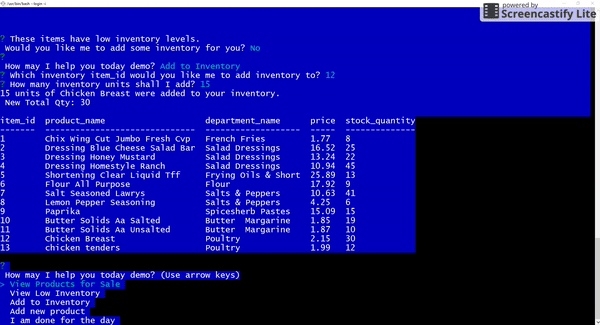 /usr/bin/bash --login -i
powered by
Screencastify Lite
? These items have low inventory levels.
Would you like me to add some inventory for you? No
?
How may I help you today demo? Add to Inventory
? Which inventory item_id would you like me to add inventory to? 12
? How many inventory units shall I add? 15
15 units of Chicken Breast were added to your inventory.
New Total Qty: 30
item_id product_name department_name price stock_quantity
------- ------------------------- ------------------- ----- --------------
1 Chix Wing Cut Jumbo Fresh Cvp French Fries 1.77 8
2 Dressing Blue Cheese Salad Bar Salad Dressings 16.52 25
3 Dressing Honey Mustard Salad Dressings 13.24 22
4 Dressing Homestyle Ranch Salad Dressings 10.94 45
5 Shortening Clear Liquid Tff Frying Oils & Short 25.89 13
6 Flour All Purpose Flour 17.92 9
7 Salt Seasoned Lawrys Salts & Peppers 10.63 41
8 Lemon Pepper Seasoning Salts & Peppers 4.25 6
9 Paprika Spicesherb Pastes 15.09 15
10 Butter Solids Aa Salted Butter Margarine 1.85 19
11 Butter Solids Aa Unsalted Butter Margarine 1.87 10
12 Chicken Breast Poultry 2.15 30
13 chicken tenders Poultry 1.99 12
?
How may I help you today demo? (Use arrow keys)
> View Products for Sale
View Low Inventory
Add to Inventory
Add new product
I am done for the day